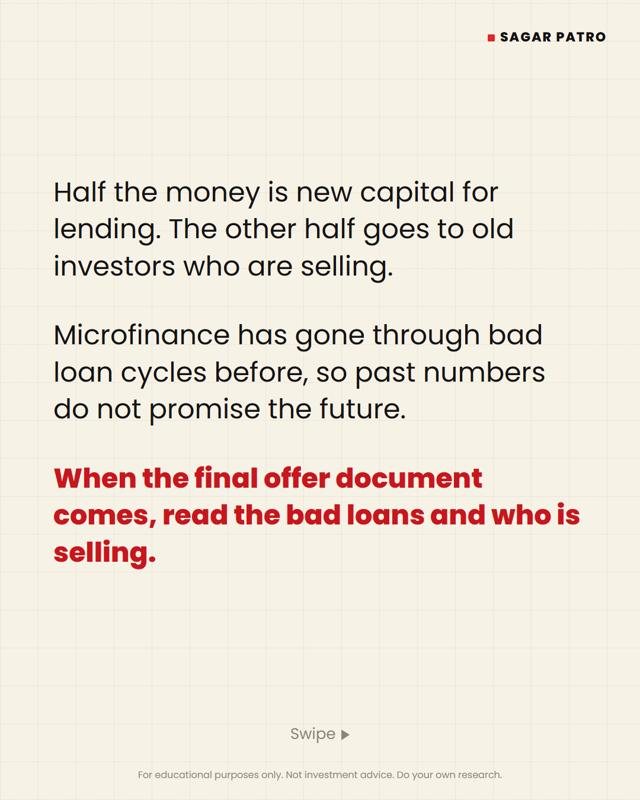 SAGAR PATRO
Half the money is new capital for
lending. The other half goes to old
investors who are selling.
Microfinance has gone through bad
loan cycles before, so past numbers
do not promise the future.
When the final offer document
comes, read the bad loans and who is
selling.
Swipe ▶
For educational purposes only. Not investment advice. Do your own research.